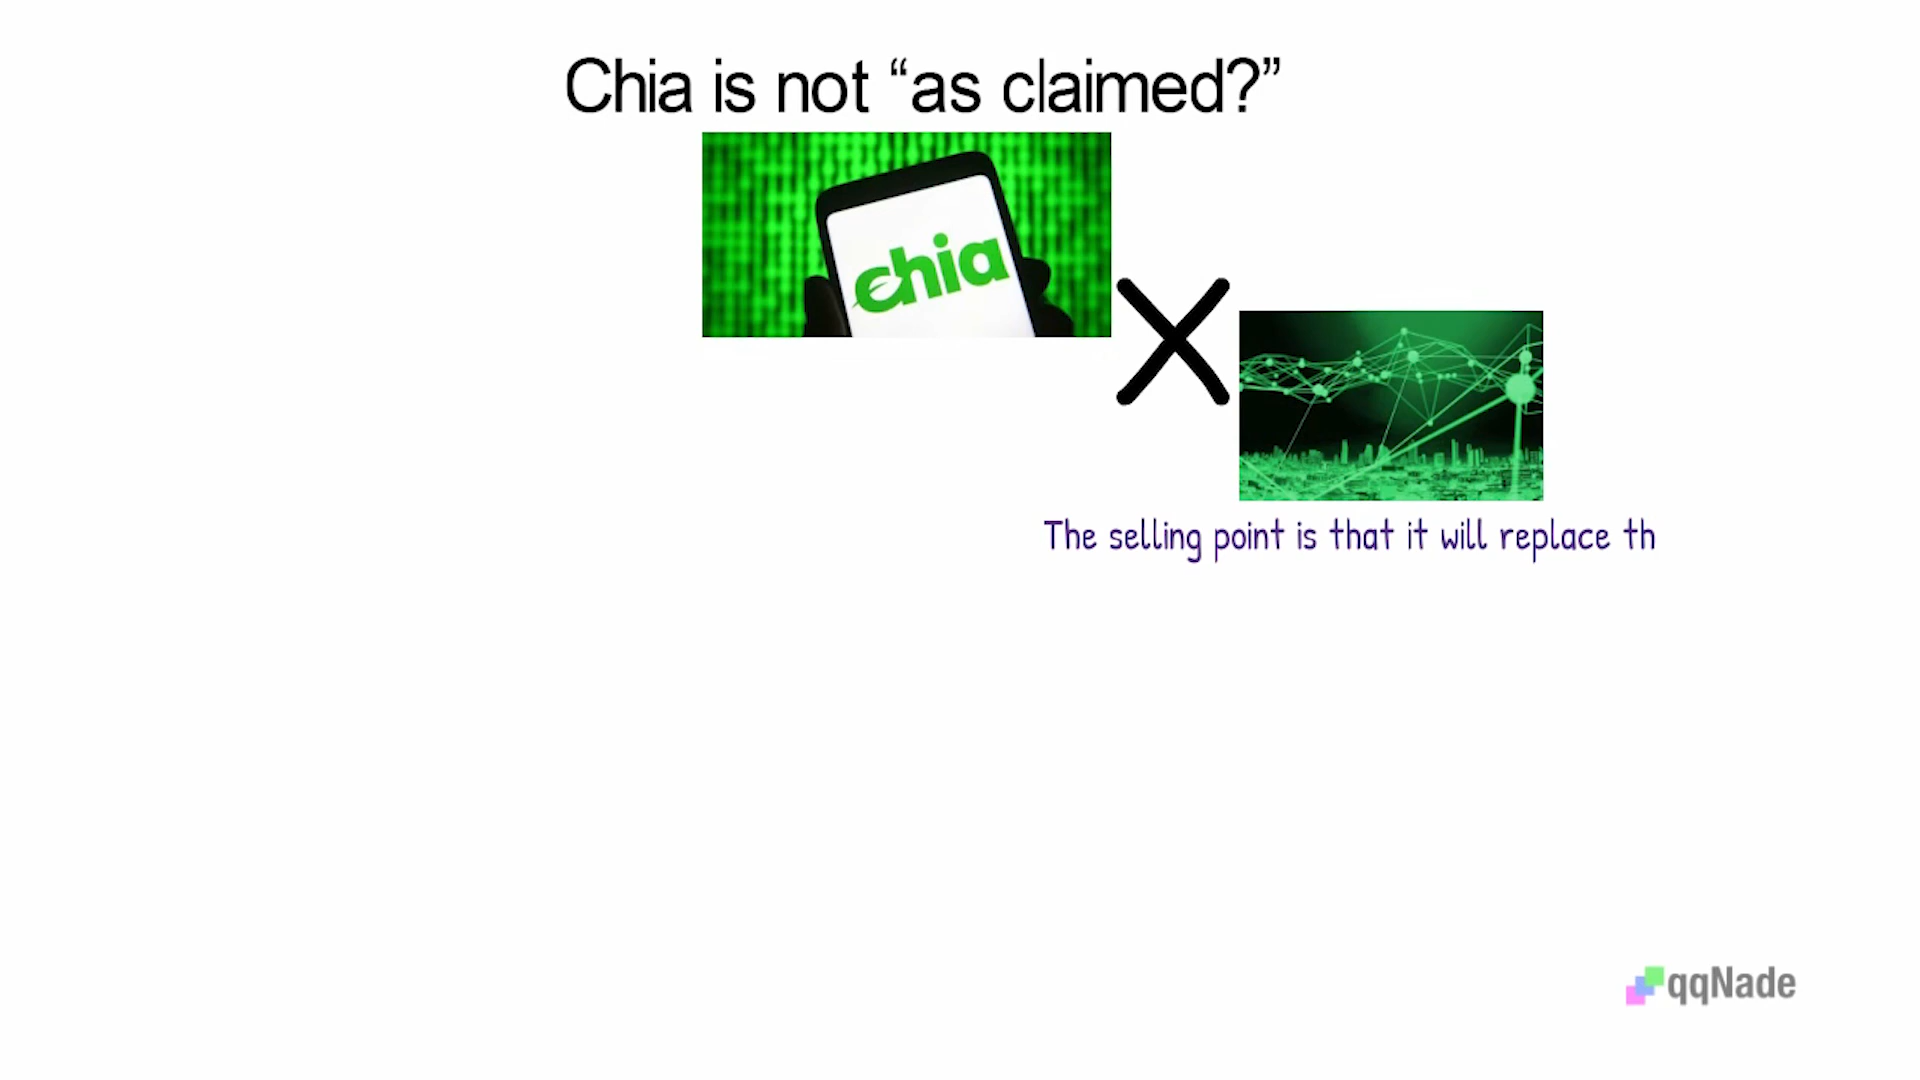 Chia is not “as claimed?”
chia
The selling point is that it will replace th
qqNade